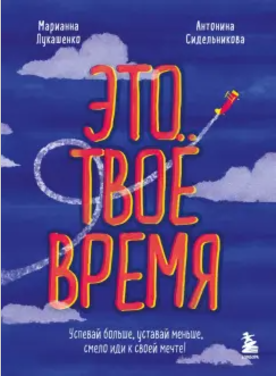 Марианна
Лукашенко
Антонина
Сидельникова
ЭТО
ТВОЁ
ВРЕМЯ
Успевай больше, уставай меньше,
смело иди к своей мечте!